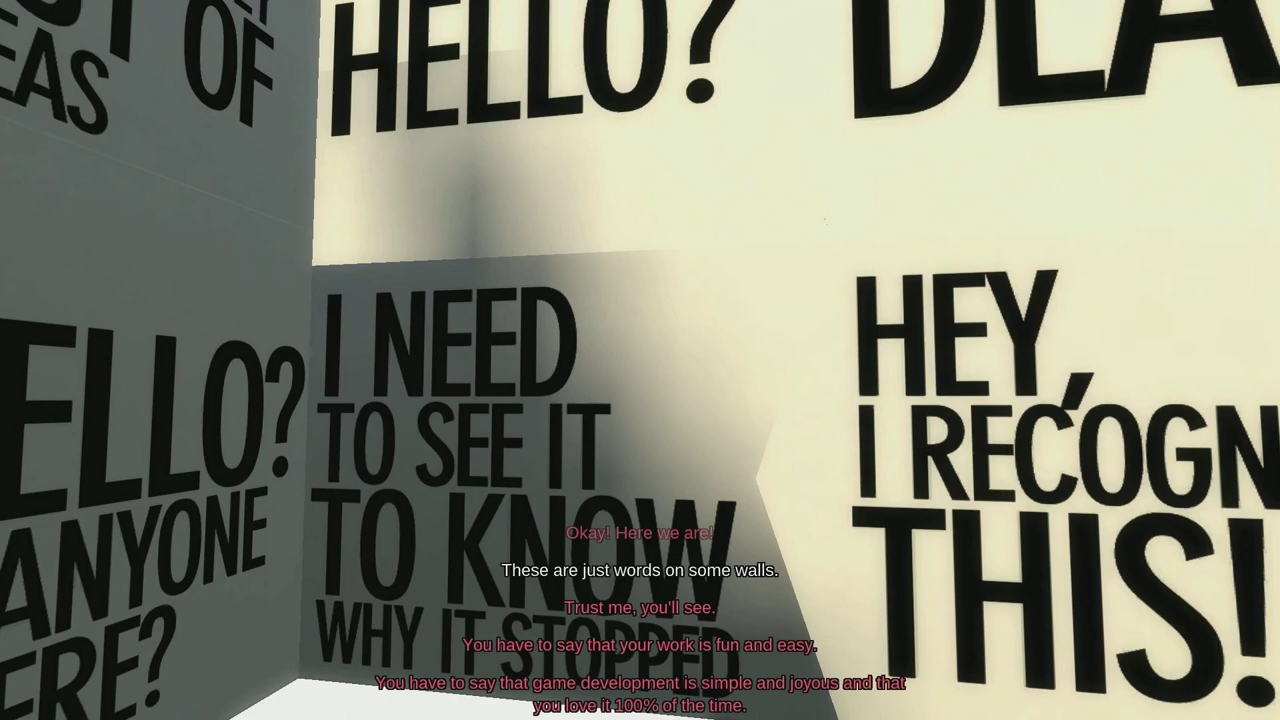 EAS
OF
HELLO?
ELLO?
ANYONE
ERE?
I NEED
TO SEE IT
TO KNOW
WHY IT STOPPED
HEY,
I RECOGN
THIS!
Okay! Here we are!
These are just words on some walls.
Trust me, you'll see.
You have to say that your work is fun and easy.
You have to say that game development is simple and joyous and that
you love it 100% of the time.